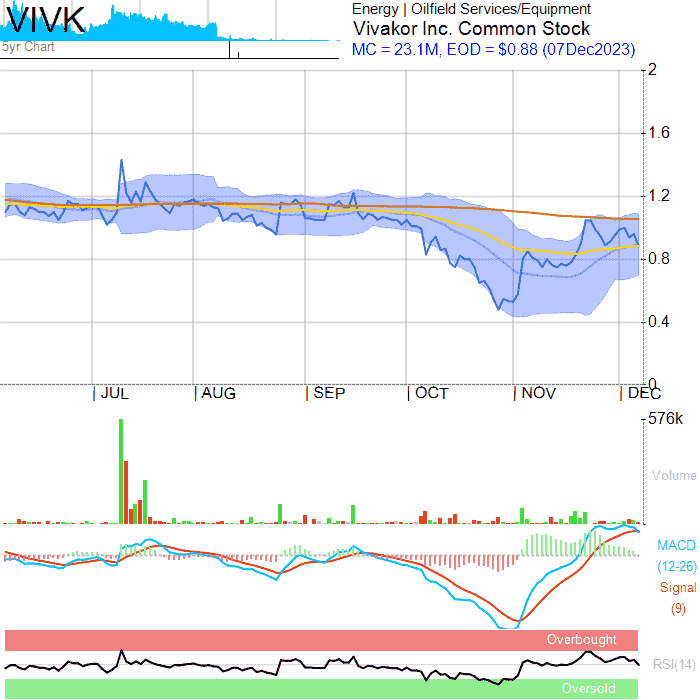 VIVK
5yr Chart
Energy | Oilfield Services/Equipment
Vivakor Inc. Common Stock
MC = 23.1M, EOD = $0.88 (07Dec2023)
2
1.6
1.2
0.8
0.4
0
JUL AUG SEP OCT NOV DEC
576k
Volume
MACD
(12-26)
Signal
(9)
Overbought
RSI(14)
Oversold